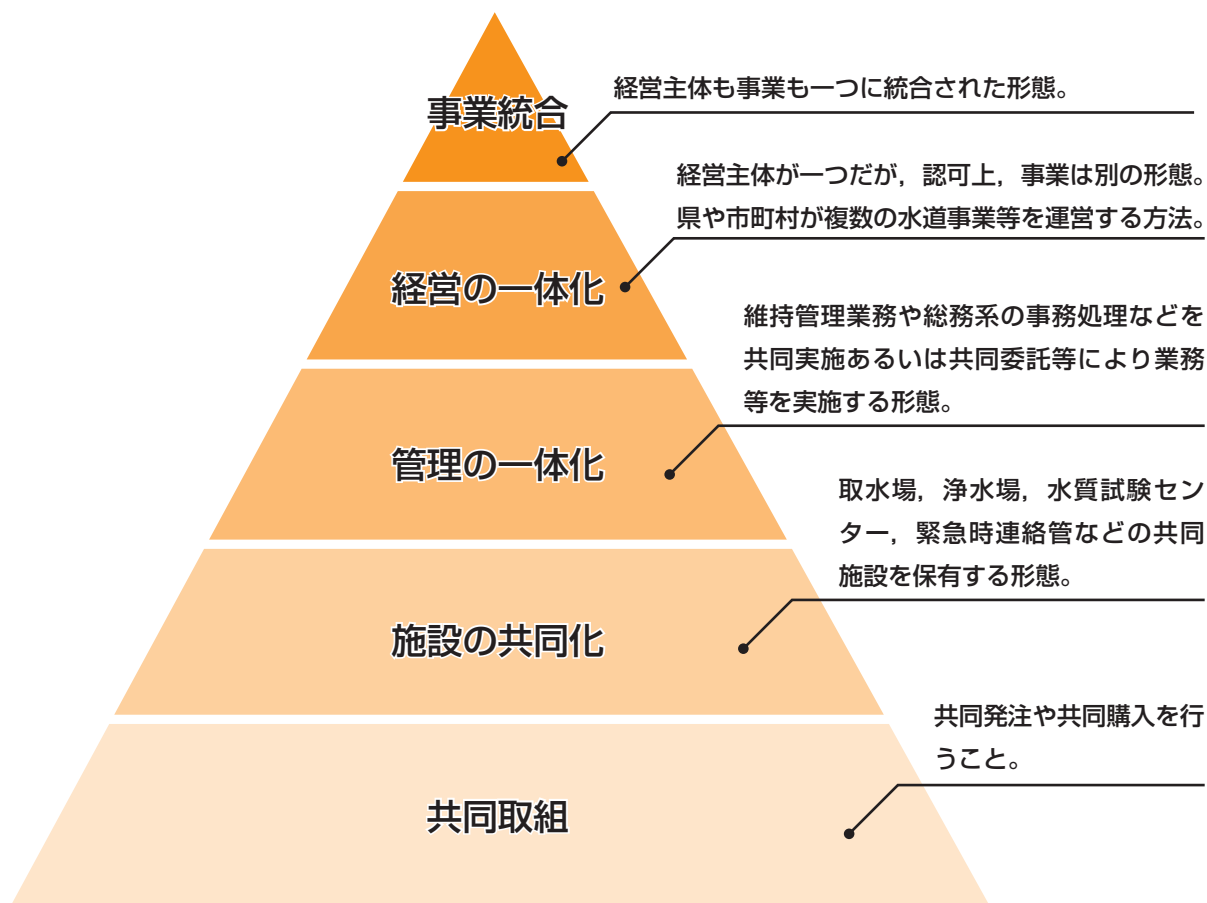 事業統合
経営主体も事業も一つに統合された形態。
経営の一体化
経営主体が一つだが，認可上，事業は別の形態。
県や市町村が複数の水道事業等を運営する方法。
管理の一体化
維持管理業務や総務系の事務処理などを
共同実施あるいは共同委託等により業務
等を実施する形態。
施設の共同化
取水場，浄水場，水質試験セン
ター，緊急時連絡管などの共同
施設を保有する形態。
共同取組
共同発注や共同購入を行
うこと。